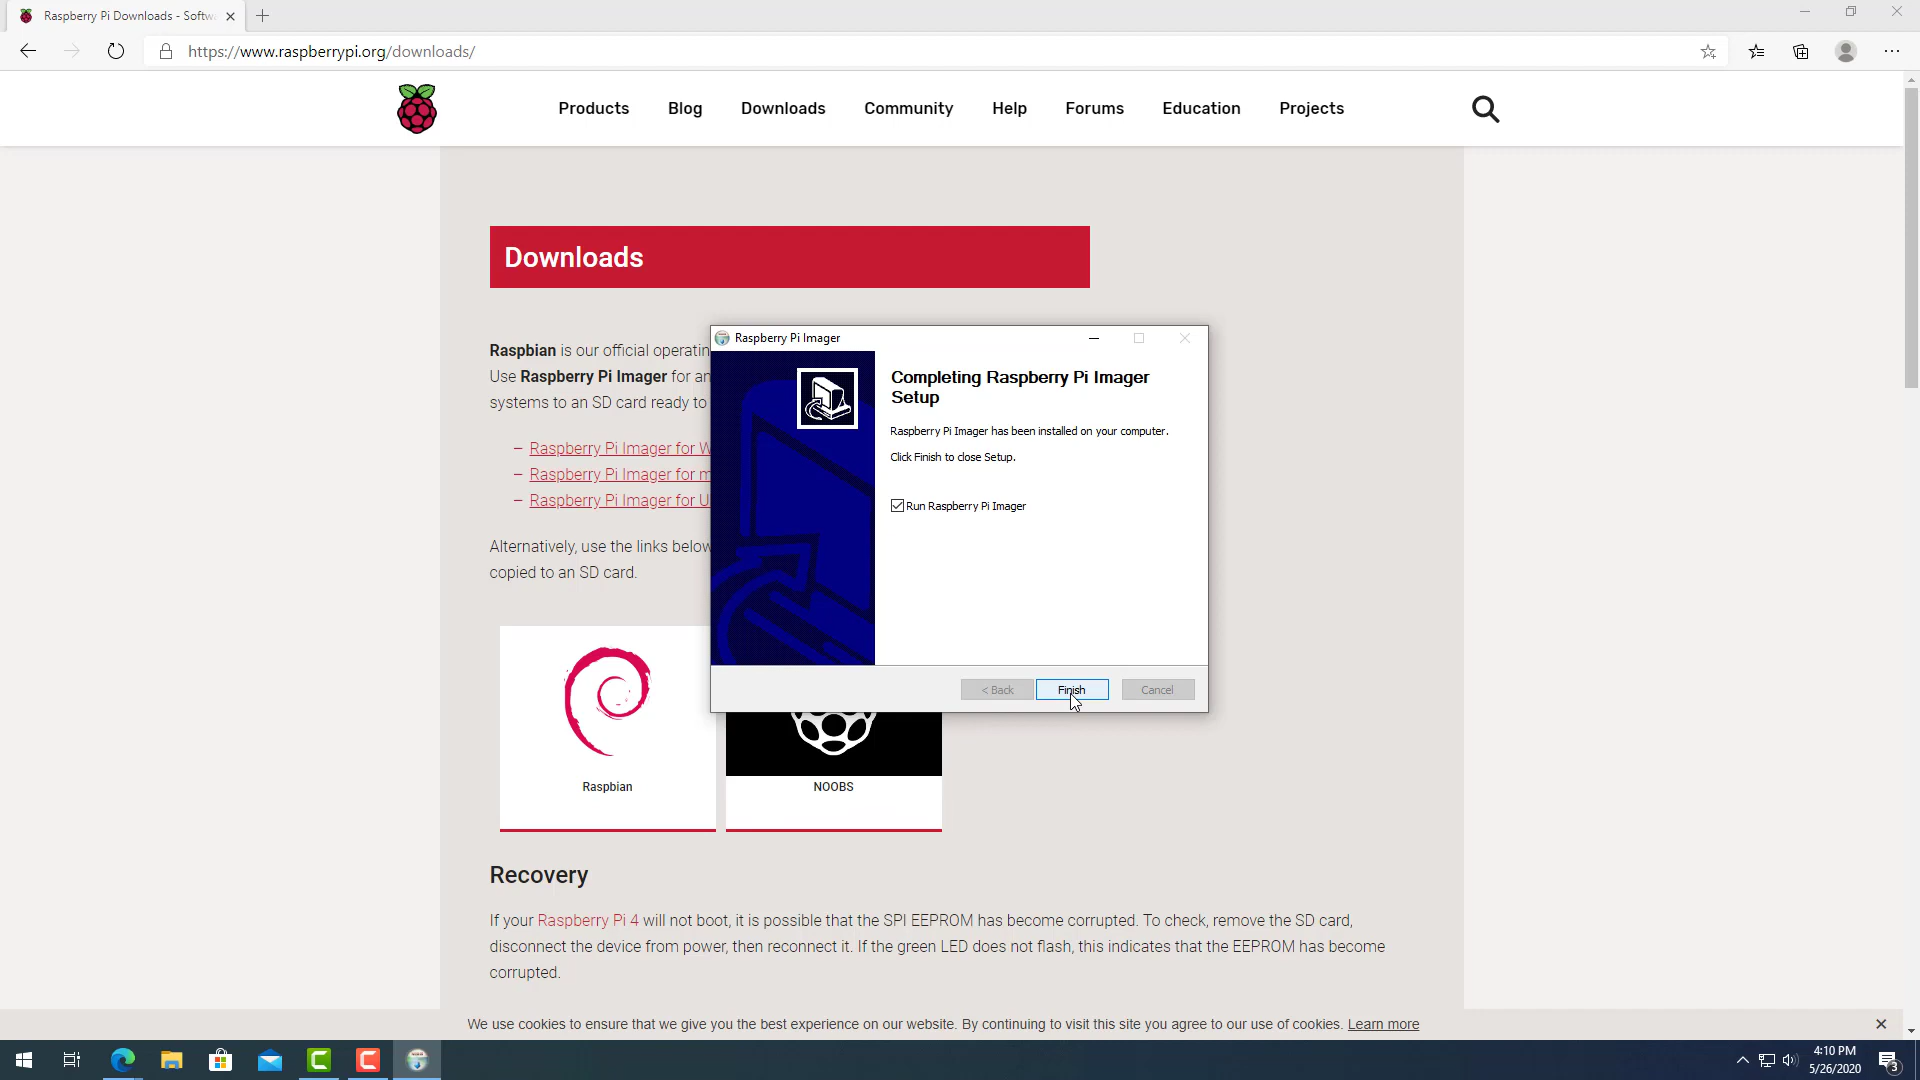 Raspberry Pi Downloads - Softw
https://www.raspberrypi.org/downloads/
Products Blog Downloads Community Help Forums Education Projects
Downloads
Raspbian is our official operatin
Use Raspberry Pi Imager for an
systems to an SD card ready to
– Raspberry Pi Imager for W
– Raspberry Pi Imager for m
– Raspberry Pi Imager for U
Alternatively, use the links below
copied to an SD card.
Raspberry Pi Imager
Completing Raspberry Pi Imager
Setup
Raspberry Pi Imager has been installed on your computer.
Click Finish to close Setup.
Run Raspberry Pi Imager
< Back Finish Cancel
Raspbian
NOOBS
Recovery
If your Raspberry Pi 4 will not boot, it is possible that the SPI EEPROM has become corrupted. To check, remove the SD card,
disconnect the device from power, then reconnect it. If the green LED does not flash, this indicates that the EEPROM has become
corrupted.
We use cookies to ensure that we give you the best experience on our website. By continuing to visit this site you agree to our use of cookies. Learn more
4:10 PM
5/26/2020
3